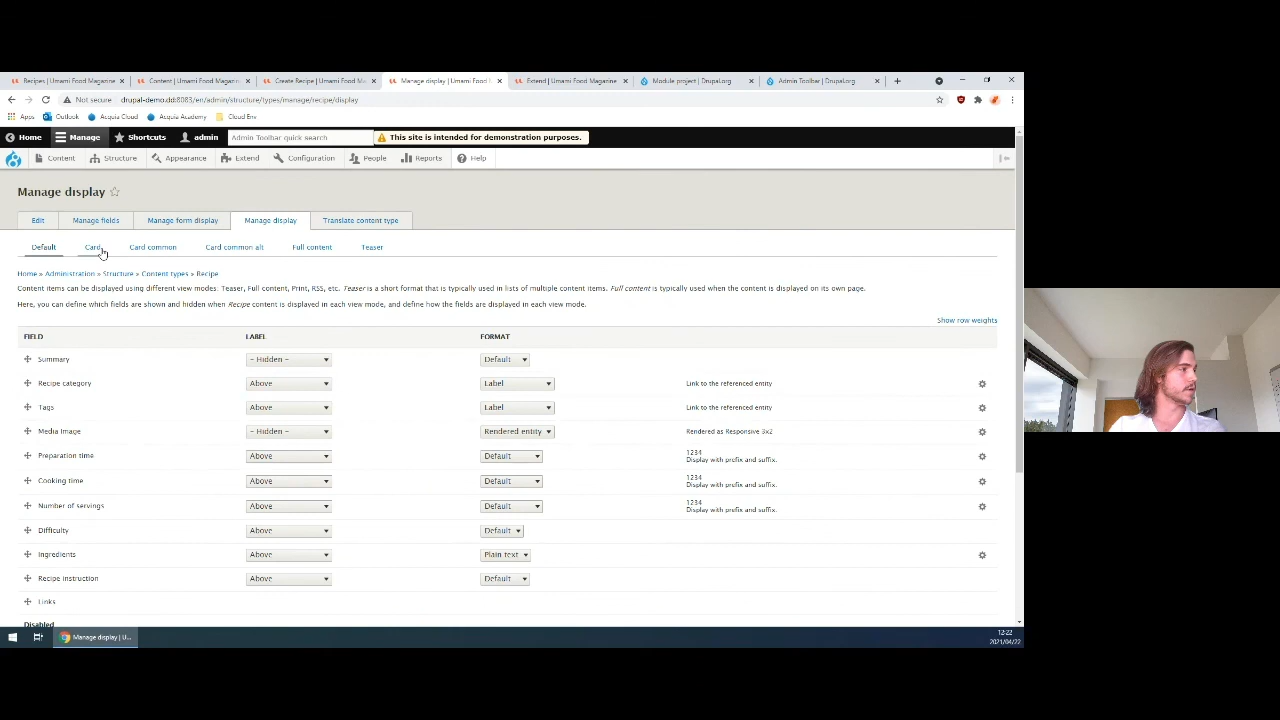 Recipes | Umami Food Magazine
Content | Umami Food Magazin
Create Recipe | Umami Food M
Manage display | Umami Food
Extend | Umami Food Magazine
Module project | Drupal.org
Admin Toolbar | Drupal.org
Not secure
drupal-demo.dd:8083/en/admin/structure/types/manage/recipe/display
Apps
Outlook
Acquia Cloud
Acquia Academy
Cloud Env
Home
Manage
Shortcuts
admin
Admin Toolbar quick search
This site is intended for demonstration purposes.
Content
Structure
Appearance
Extend
Configuration
People
Reports
Help
Manage display
Edit
Manage fields
Manage form display
Manage display
Translate content type
Default
Card
Card common
Card common alt
Full content
Teaser
Home » Administration » Structure » Content types » Recipe
Content items can be displayed using different view modes: Teaser, Full content, Print, RSS, etc. Teaser is a short format that is typically used in lists of multiple content items. Full content is typically used when the content is displayed on its own page.
Here, you can define which fields are shown and hidden when Recipe content is displayed in each view mode, and define how the fields are displayed in each view mode.
Show row weights
FIELD LABEL FORMAT
Summary - Hidden - Default
Recipe category Above Label Link to the referenced entity
Tags Above Label Link to the referenced entity
Media Image - Hidden - Rendered entity Rendered as Responsive 3x2
Preparation time Above Default 1234
Display with prefix and suffix.
Cooking time Above Default 1234
Display with prefix and suffix.
Number of servings Above Default 1234
Display with prefix and suffix.
Difficulty Above Default
Ingredients Above Plain text
Recipe instruction Above Default
Links
Disabled
Manage display | U...
12:22
2021/04/22